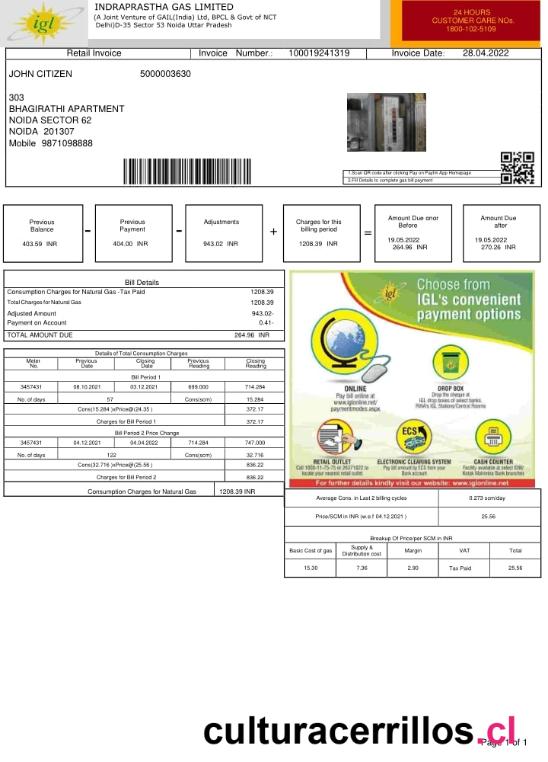 INDRAPRASTHA GAS LIMITED
(A Joint Venture of GAIL(India) Ltd, BPCL & Govt of NCT
Delhi)D-35 Sector 53 Noida Uttar Pradesh
igl
24 HOURS
CUSTOMER CARE NOs.
1800-102-5109
Retail Invoice Invoice Number.: 100019241319 Invoice Date: 28.04.2022
JOHN CITIZEN 5000003630
303
BHAGIRATHI APARTMENT
NOIDA SECTOR 62
NOIDA 201307
Mobile 9871098888
1.Scan QR code after clicking Pay on Paytm App Homepage
2.Fill Details to complete gas bill payment
Previous Balance 403.59 INR
-
Previous Payment 404.00 INR
-
Adjustments 943.02 INR
+
Charges for this billing period 1208.39 INR
=
Amount Due on or Before 19.05.2022 264.96 INR
Amount Due after 19.05.2022 270.26 INR
Bill Details
Consumption Charges for Natural Gas -Tax Paid 1208.39
Total Charges for Natural Gas 1208.39
Adjusted Amount 943.02-
Payment on Account 0.41-
TOTAL AMOUNT DUE 264.96 INR
Details of Total Consumption Charges
Meter No. Previous Date Closing Date Previous Reading Closing Reading
Bill Period 1
3457431 08.10.2021 03.12.2021 699.000 714.284
No. of days 57 Cons(scm) 15.284
Cons(15.284 )xPrice@(24.35 ) 372.17
Charges for Bill Period 1 372.17
Bill Period 2 Price Change
3457431 04.12.2021 04.04.2022 714.284 747.000
No. of days 122 Cons(scm) 32.716
Cons(32.716 )xPrice@(25.56 ) 836.22
Charges for Bill Period 2 836.22
Consumption Charges for Natural Gas 1208.39 INR
igl
Choose from
IGL's convenient
payment options
ONLINE
Pay bill online at
www.iglonline.net/
paymentmodes.aspx
DROP BOX
Drop the cheque at
IGL drop boxes of select banks,
RWA's IGL Stations/Control Rooms
RETAIL OUTLET
locate your nearest retail outlet
ECS
ELECTRONIC CLEARING SYSTEM
Pay bill amount by ECS from your
Bank account
CASH COUNTER
Facility available at select IDBI/
Kotak Mahindra Bank branches
For further details kindly visit our website: www.iglonline.net
Average Cons. in Last 2 billing cycles 0.273 scm/day
Price/SCM in INR (w.e.f 04.12.2021 ) 25.56
Breakup Of Price/per SCM in INR
Basic Cost of gas Supply & Distribution cost Margin VAT Total
15.30 7.36 2.90 Tax Paid 25.56
culturacerrillos.cl
Page 1 of 1